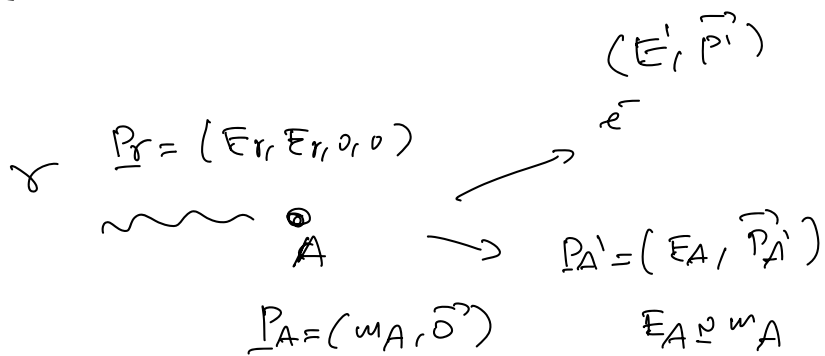 (E', p⃗')
e⁻
γ P_γ = (E_γ, E_γ, 0, 0)
A
P_A' = (E_A, p⃗_A')
P_A = (m_A, 0⃗)
E_A ≃ m_A